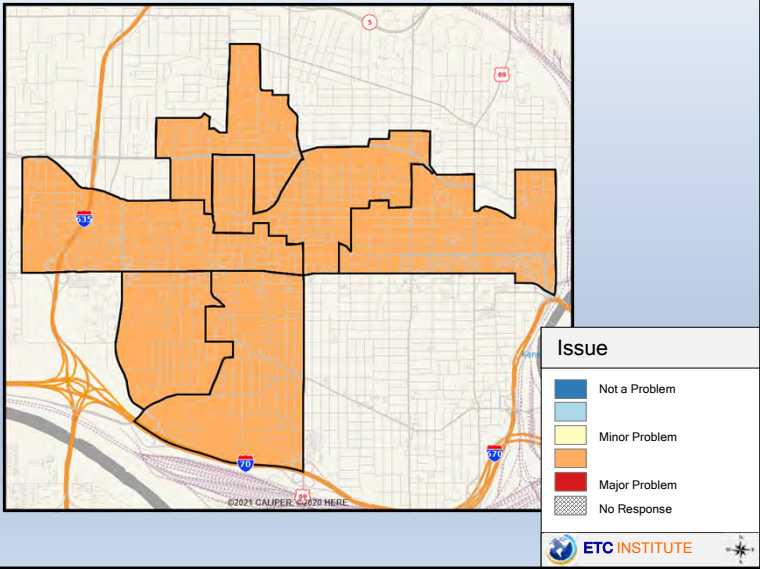 5
69
635
Kans
Issue
Not a Problem
Minor Problem
70
670
Major Problem
69
©2021 CALIPER; ©2020 HERE
No Response
ETC INSTITUTE